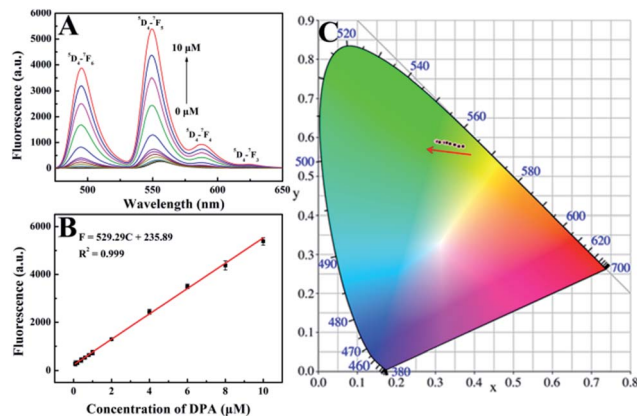 A
6000
5000
4000
3000
2000
1000
0
Fluorescence (a.u.)
⁵D₄-⁷F₆
⁵D₄-⁷F₅
10 μM
0 μM
⁵D₄-⁷F₄
⁵D₄-⁷F₃
500
550
600
650
Wavelength (nm)
B
6000
4000
2000
0
Fluorescence (a.u.)
F = 529.29C + 235.89
R² = 0.999
0 2 4 6 8 10
Concentration of DPA (μM)
C
0.9
0.8
0.7
0.6
0.5
y
0.4
0.3
0.2
0.1
0.0
520
540
560
500
580
600
620
700
490
480
470
460
380
0.0 0.1 0.2 0.3 0.4 0.5 0.6 0.7 0.8
x